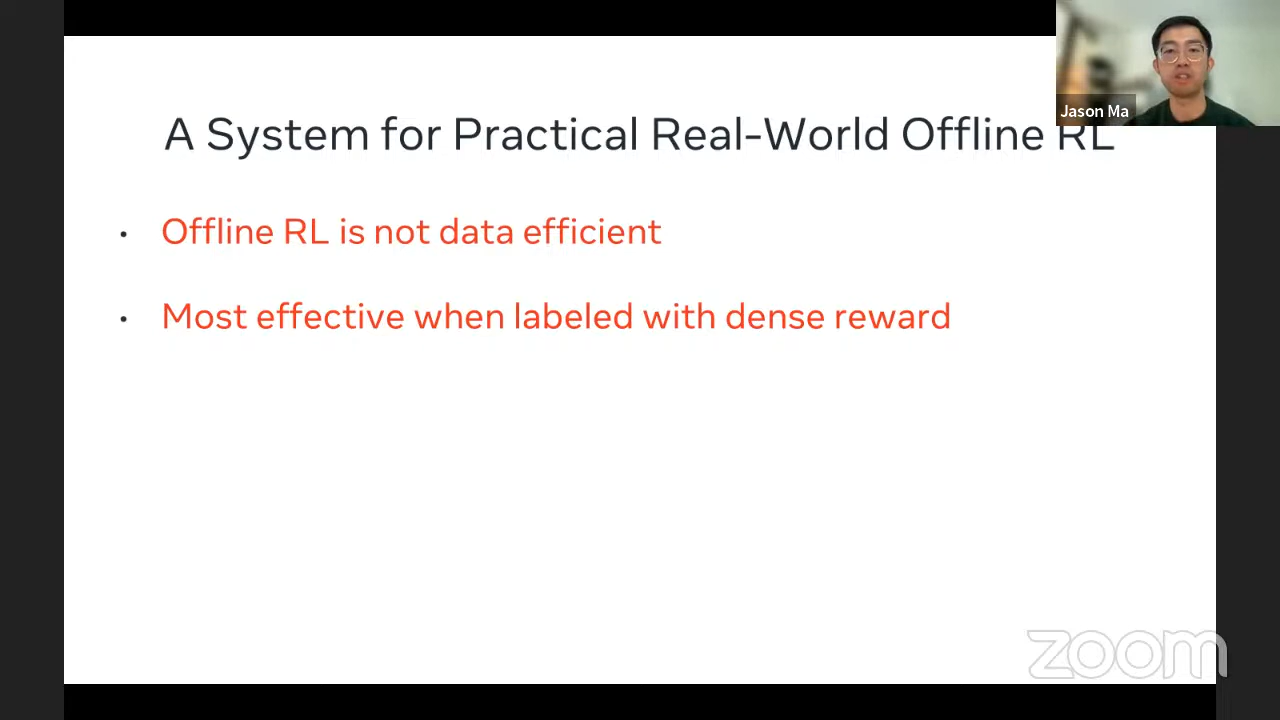 Jason Ma
A System for Practical Real-World Offline RL
• Offline RL is not data efficient
• Most effective when labeled with dense reward
zoom